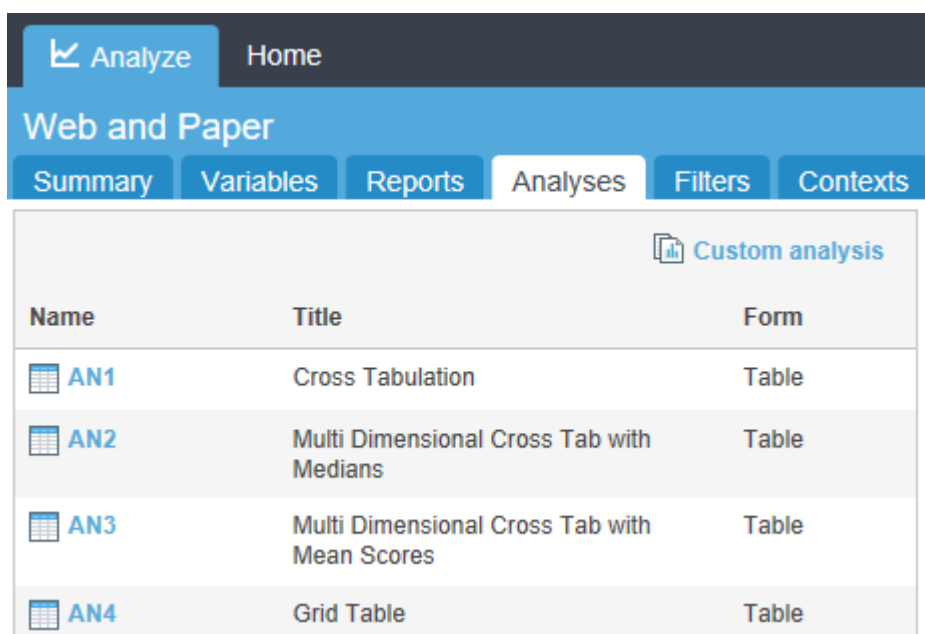 Analyze Home
Web and Paper
Summary Variables Reports Analyses Filters Contexts
Custom analysis
Name Title Form
AN1 Cross Tabulation Table
AN2 Multi Dimensional Cross Tab with Table
Medians
AN3 Multi Dimensional Cross Tab with Table
Mean Scores
AN4 Grid Table Table